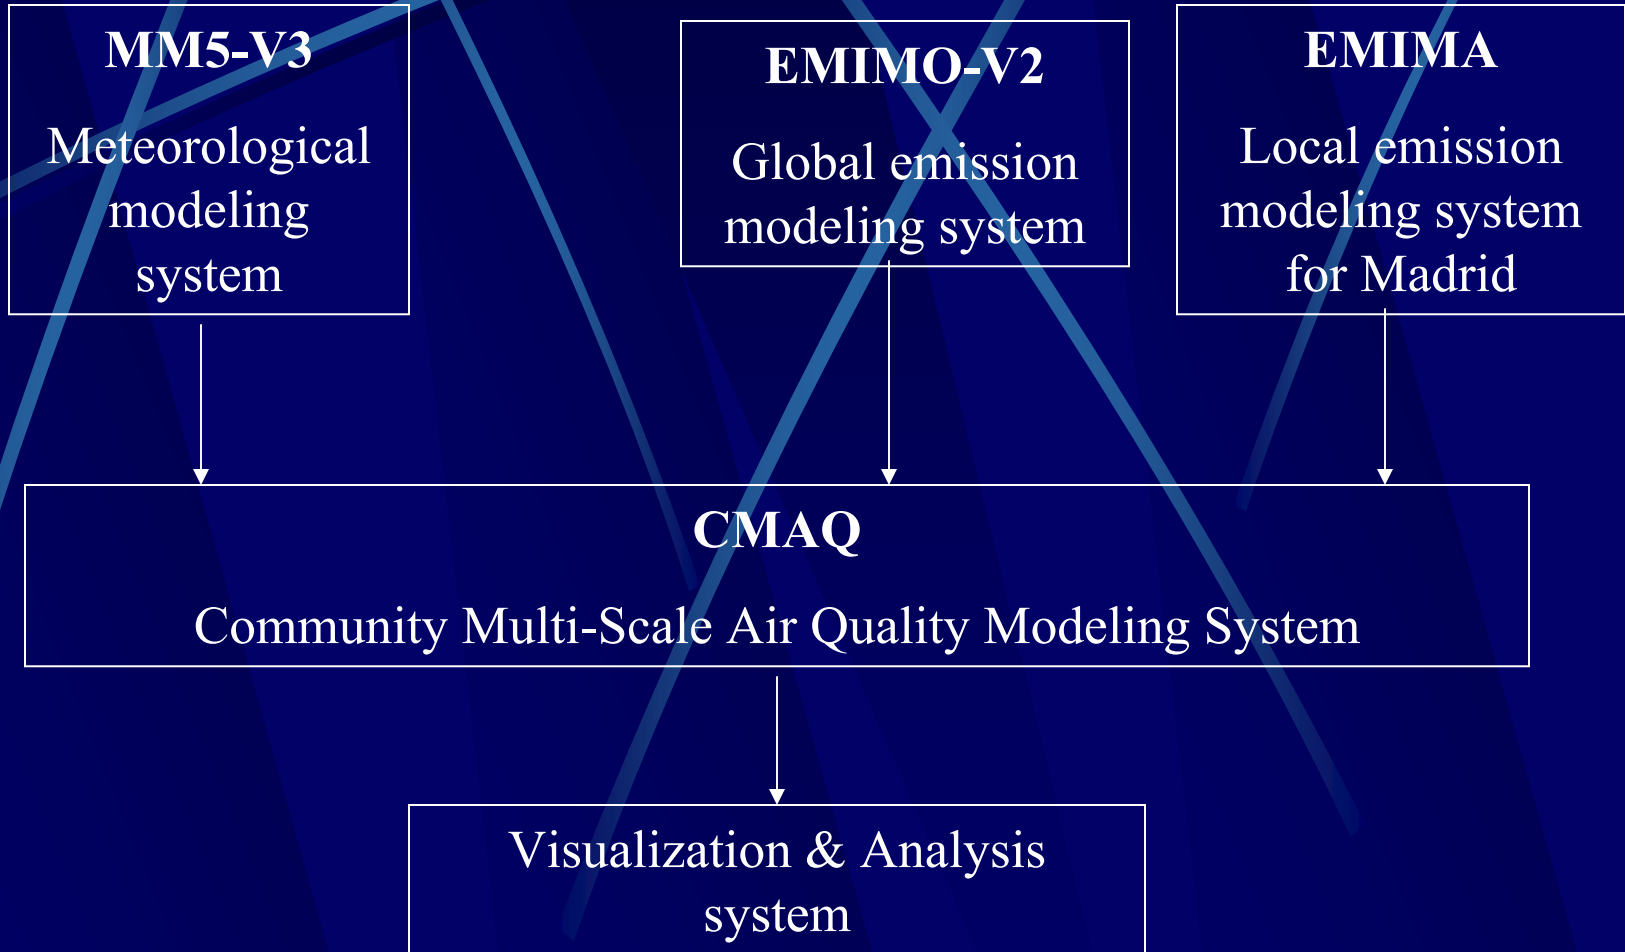 MM5-V3
Meteorological
modeling
system
EMIMO-V2
Global emission
modeling system
EMIMA
Local emission
modeling system
for Madrid
CMAQ
Community Multi-Scale Air Quality Modeling System
Visualization & Analysis
system